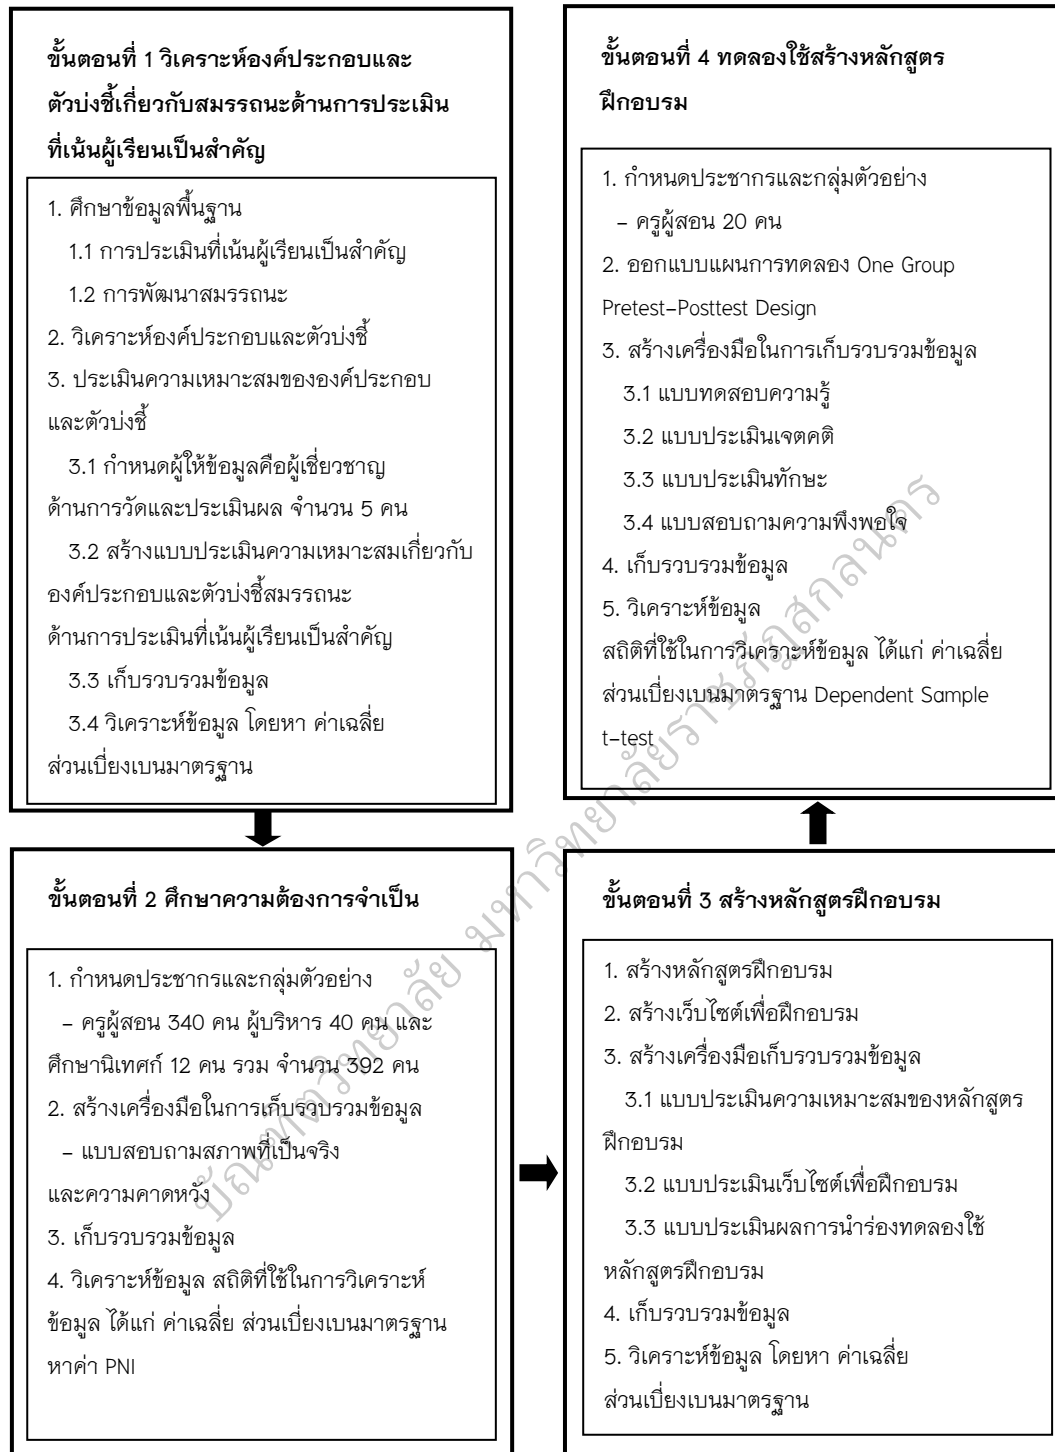 ขั้นตอนที่ 1 วิเคราะห์องค์ประกอบและ
ตัวบ่งชี้เกี่ยวกับสมรรถนะด้านการประเมิน
ที่เน้นผู้เรียนเป็นสำคัญ
1. ศึกษาข้อมูลพื้นฐาน
1.1 การประเมินที่เน้นผู้เรียนเป็นสำคัญ
1.2 การพัฒนาสมรรถนะ
2. วิเคราะห์องค์ประกอบและตัวบ่งชี้
3. ประเมินความเหมาะสมขององค์ประกอบ
และตัวบ่งชี้
3.1 กำหนดผู้ให้ข้อมูลคือผู้เชี่ยวชาญ
ด้านการวัดและประเมินผล จำนวน 5 คน
3.2 สร้างแบบประเมินความเหมาะสมเกี่ยวกับ
องค์ประกอบและตัวบ่งชี้สมรรถนะ
ด้านการประเมินที่เน้นผู้เรียนเป็นสำคัญ
3.3 เก็บรวบรวมข้อมูล
3.4 วิเคราะห์ข้อมูล โดยหา ค่าเฉลี่ย
ส่วนเบี่ยงเบนมาตรฐาน
ขั้นตอนที่ 2 ศึกษาความต้องการจำเป็น
1. กำหนดประชากรและกลุ่มตัวอย่าง
- ครูผู้สอน 340 คน ผู้บริหาร 40 คน และ
ศึกษานิเทศก์ 12 คน รวม จำนวน 392 คน
2. สร้างเครื่องมือในการเก็บรวบรวมข้อมูล
- แบบสอบถามสภาพที่เป็นจริง
และความคาดหวัง
3. เก็บรวบรวมข้อมูล
4. วิเคราะห์ข้อมูล สถิติที่ใช้ในการวิเคราะห์
ข้อมูล ได้แก่ ค่าเฉลี่ย ส่วนเบี่ยงเบนมาตรฐาน
หาค่า PNI
ขั้นตอนที่ 3 สร้างหลักสูตรฝึกอบรม
1. สร้างหลักสูตรฝึกอบรม
2. สร้างเว็บไซต์เพื่อฝึกอบรม
3. สร้างเครื่องมือเก็บรวบรวมข้อมูล
3.1 แบบประเมินความเหมาะสมของหลักสูตร
ฝึกอบรม
3.2 แบบประเมินเว็บไซต์เพื่อฝึกอบรม
3.3 แบบประเมินผลการนำร่องทดลองใช้
หลักสูตรฝึกอบรม
4. เก็บรวบรวมข้อมูล
5. วิเคราะห์ข้อมูล โดยหา ค่าเฉลี่ย
ส่วนเบี่ยงเบนมาตรฐาน
ขั้นตอนที่ 4 ทดลองใช้สร้างหลักสูตร
ฝึกอบรม
1. กำหนดประชากรและกลุ่มตัวอย่าง
- ครูผู้สอน 20 คน
2. ออกแบบแผนการทดลอง One Group
Pretest-Posttest Design
3. สร้างเครื่องมือในการเก็บรวบรวมข้อมูล
3.1 แบบทดสอบความรู้
3.2 แบบประเมินเจตคติ
3.3 แบบประเมินทักษะ
3.4 แบบสอบถามความพึงพอใจ
4. เก็บรวบรวมข้อมูล
5. วิเคราะห์ข้อมูล
สถิติที่ใช้ในการวิเคราะห์ข้อมูล ได้แก่ ค่าเฉลี่ย
ส่วนเบี่ยงเบนมาตรฐาน Dependent Sample
t-test
บัณฑิตวิทยาลัย มหาวิทยาลัยราชภัฏสกลนคร